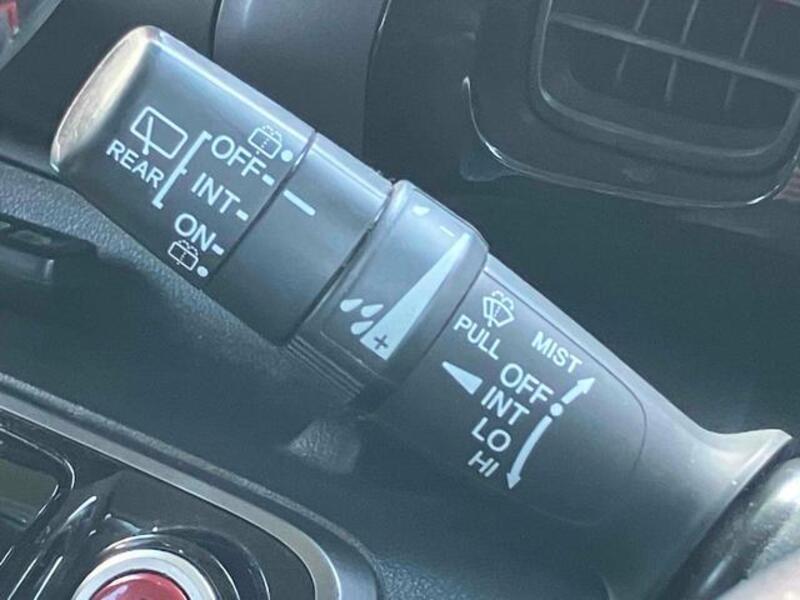 REAR
OFF
INT
ON
−
+
PULL
MIST
OFF
INT
LO
HI